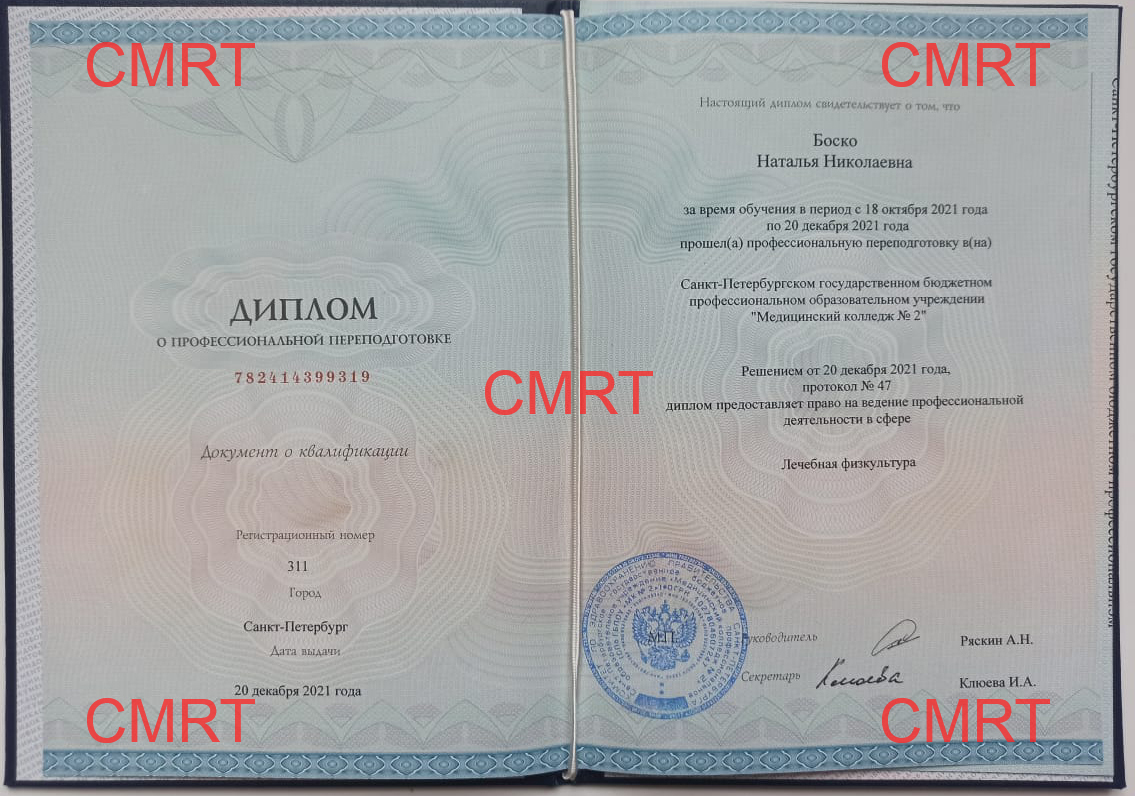 CMRT
CMRT
ДИПЛОМ
О ПРОФЕССИОНАЛЬНОЙ ПЕРЕПОДГОТОВКЕ
782414399319
Документ о квалификации
Регистрационный номер
311
Город
Санкт-Петербург
Дата выдачи
20 декабря 2021 года
CMRT
Настоящий диплом свидетельствует о том, что
Боско
Наталья Николаевна
за время обучения в период с 18 октября 2021 года
по 20 декабря 2021 года
прошел(а) профессиональную переподготовку в(на)
Санкт-Петербургском государственном бюджетном
профессиональном образовательном учреждении
"Медицинский колледж № 2"
Решением от 20 декабря 2021 года,
протокол № 47
диплом предоставляет право на ведение профессиональной
деятельности в сфере
Лечебная физкультура
М.П.
Руководитель
Ряскин А.Н.
Секретарь
Клюева
Клюева И.А.
CMRT
CMRT